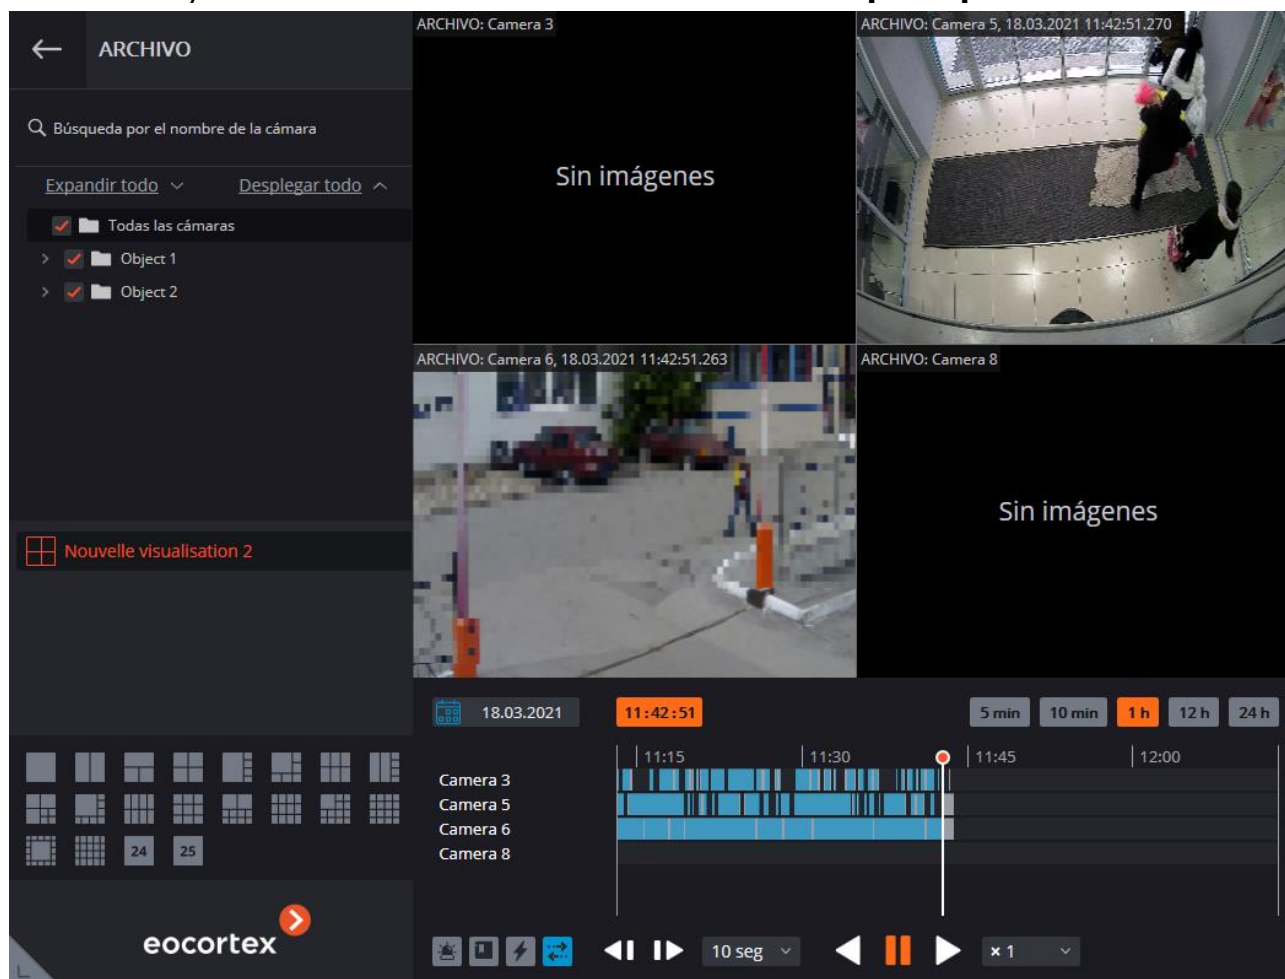 ARCHIVO
Búsqueda por el nombre de la cámara
Expandir todo
Desplegar todo
Todas las cámaras
Object 1
Object 2
Nouvelle visualisation 2
24
25
eocortex
ARCHIVO: Camera 3
Sin imágenes
ARCHIVO: Camera 5, 18.03.2021 11:42:51.270
ARCHIVO: Camera 6, 18.03.2021 11:42:51.263
ARCHIVO: Camera 8
Sin imágenes
18.03.2021
11:42:51
5 min
10 min
1 h
12 h
24 h
11:15
11:30
11:45
12:00
Camera 3
Camera 5
Camera 6
Camera 8
10 seg
× 1